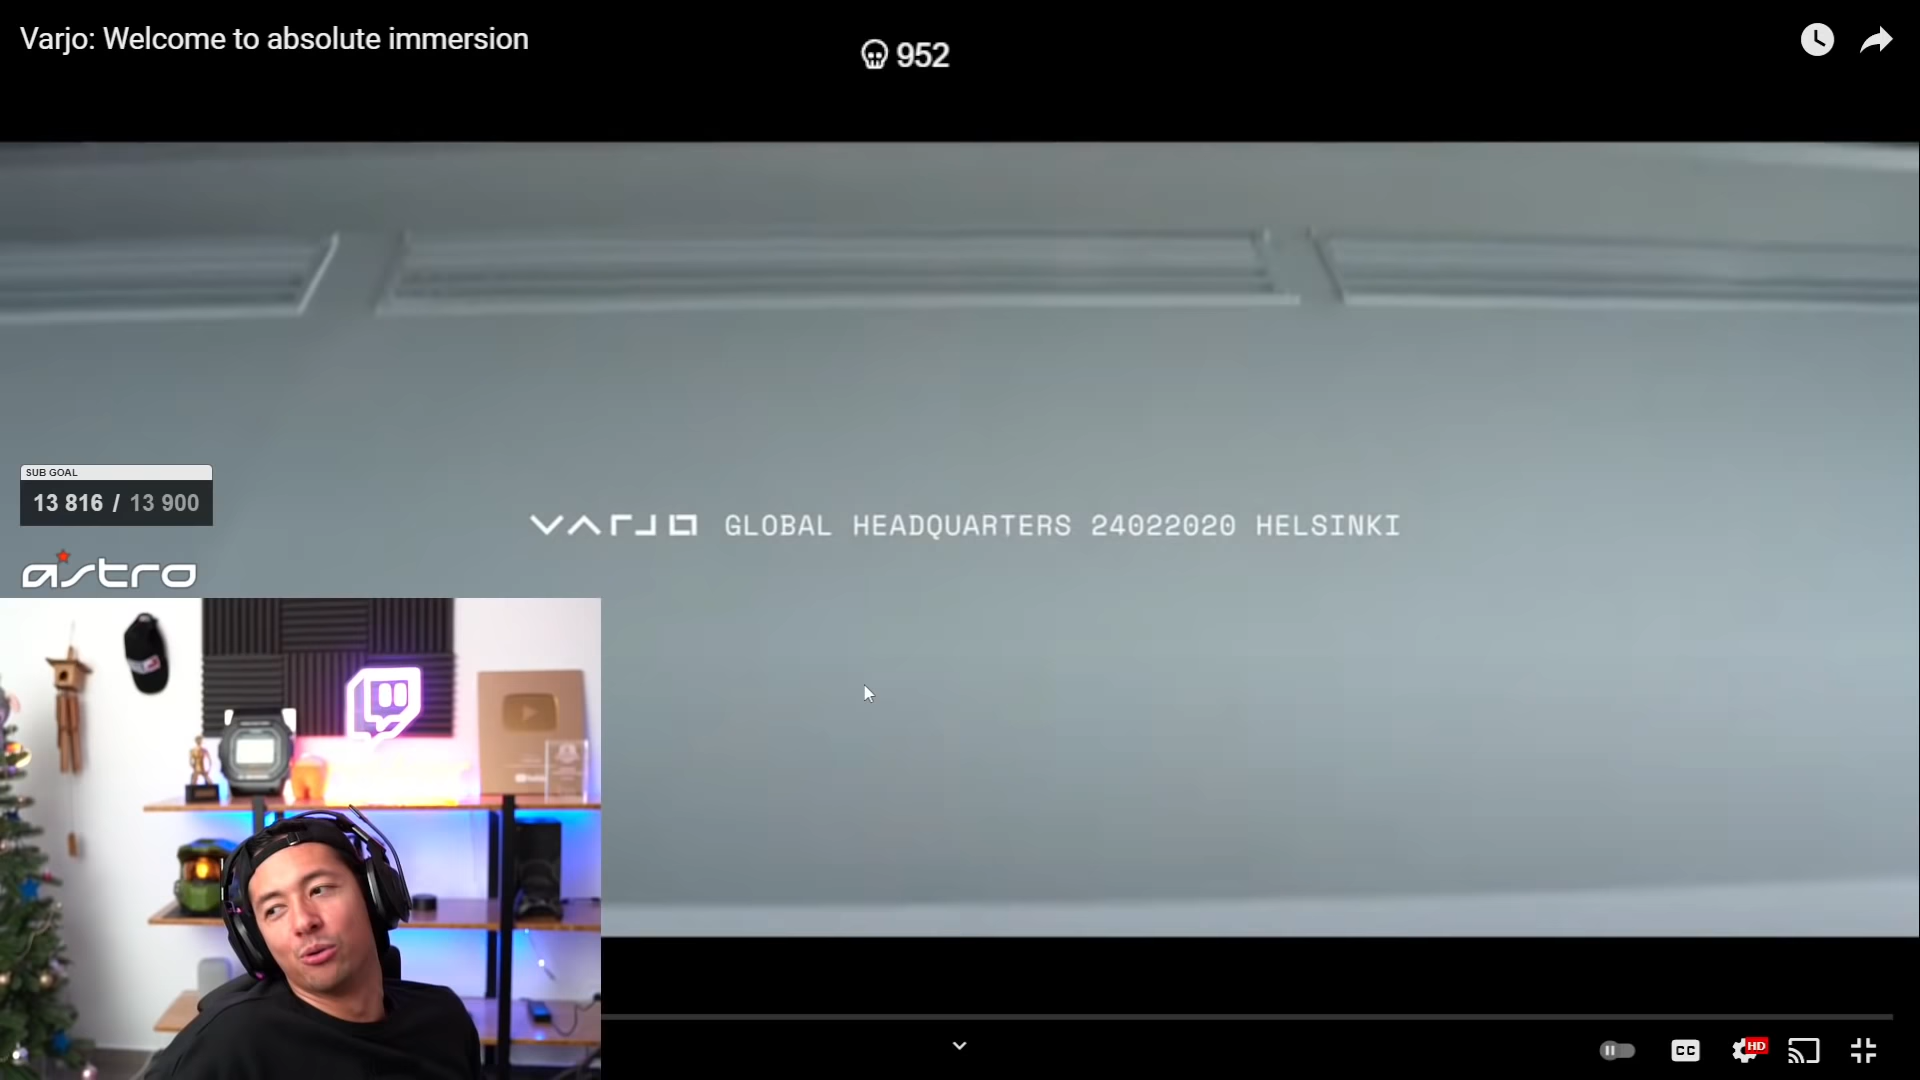 Varjo: Welcome to absolute immersion
952
SUB GOAL
13 816 / 13 900
astro
VARJO GLOBAL HEADQUARTERS 24022020 HELSINKI
CC
HD